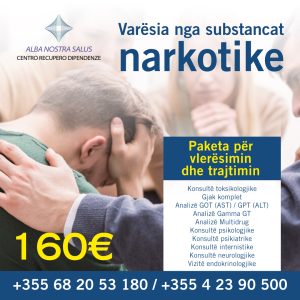 ALBA NOSTRA SALUS
CENTRO RECUPERO DIPENDENZE
Varësia nga substancat
narkotike
Paketa për
vlerësimin
dhe trajtimin
Konsultë toksikologjike
Gjak komplet
Analizë GOT (AST) / GPT (ALT)
Analizë Gamma GT
Analizë Multidrug
Konsultë psikologjike
Konsultë psikiatrike
Konsultë internistike
Konsultë neurologjike
Vizitë endokrinologjike
160€
+355 68 20 53 180 / +355 4 23 90 500